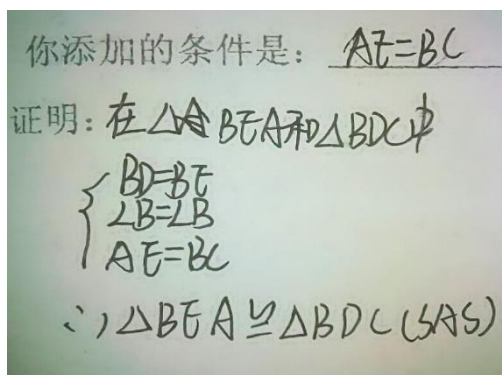 你添加的条件是：AE=BC
证明：在△BEA和△BDC中
BD=BE
∠B=∠B
AE=BC
∴△BEA≌△BDC(SAS)